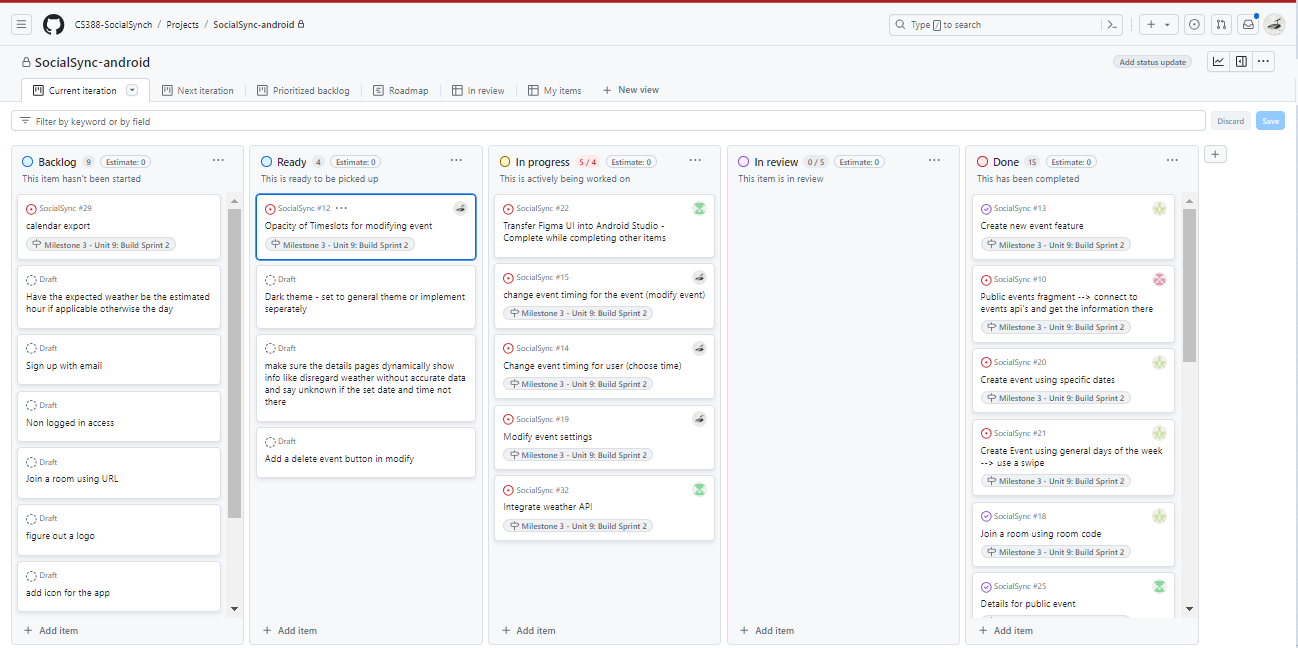 CS388-SocialSynch / Projects / SocialSync-android
Type / to search
SocialSync-android
Add status update
Current iteration
Next iteration
Prioritized backlog
Roadmap
In review
My items
+ New view
Filter by keyword or by field
Discard
Save
Backlog 9 Estimate: 0
This item hasn't been started
SocialSync #29
calendar export
Milestone 3 - Unit 9: Build Sprint 2
Draft
Have the expected weather be the estimated
hour if applicable otherwise the day
Draft
Sign up with email
Draft
Non logged in access
Draft
Join a room using URL
Draft
figure out a logo
Draft
add icon for the app
+ Add item
Ready 4 Estimate: 0
This is ready to be picked up
SocialSync #12
Opacity of Timeslots for modifying event
Milestone 3 - Unit 9: Build Sprint 2
Draft
Dark theme - set to general theme or implement
seperately
Draft
make sure the details pages dynamically show
info like disregard weather without accurate data
and say unknown if the set date and time not
there
Draft
Add a delete event button in modify
+ Add item
In progress 5 / 4 Estimate: 0
This is actively being worked on
SocialSync #22
Transfer Figma UI into Android Studio -
Complete while completing other items
SocialSync #15
change event timing for the event (modify event)
Milestone 3 - Unit 9: Build Sprint 2
SocialSync #14
Change event timing for user (choose time)
Milestone 3 - Unit 9: Build Sprint 2
SocialSync #19
Modify event settings
Milestone 3 - Unit 9: Build Sprint 2
SocialSync #32
Integrate weather API
Milestone 3 - Unit 9: Build Sprint 2
+ Add item
In review 0 / 5 Estimate: 0
This item is in review
+ Add item
Done 15 Estimate: 0
This has been completed
SocialSync #13
Create new event feature
Milestone 3 - Unit 9: Build Sprint 2
SocialSync #10
Public events fragment --> connect to
events api's and get the information there
Milestone 3 - Unit 9: Build Sprint 2
SocialSync #20
Create event using specific dates
Milestone 3 - Unit 9: Build Sprint 2
SocialSync #21
Create Event using general days of the week
--> use a swipe
Milestone 3 - Unit 9: Build Sprint 2
SocialSync #18
Join a room using room code
Milestone 3 - Unit 9: Build Sprint 2
SocialSync #25
Details for public event
+ Add item